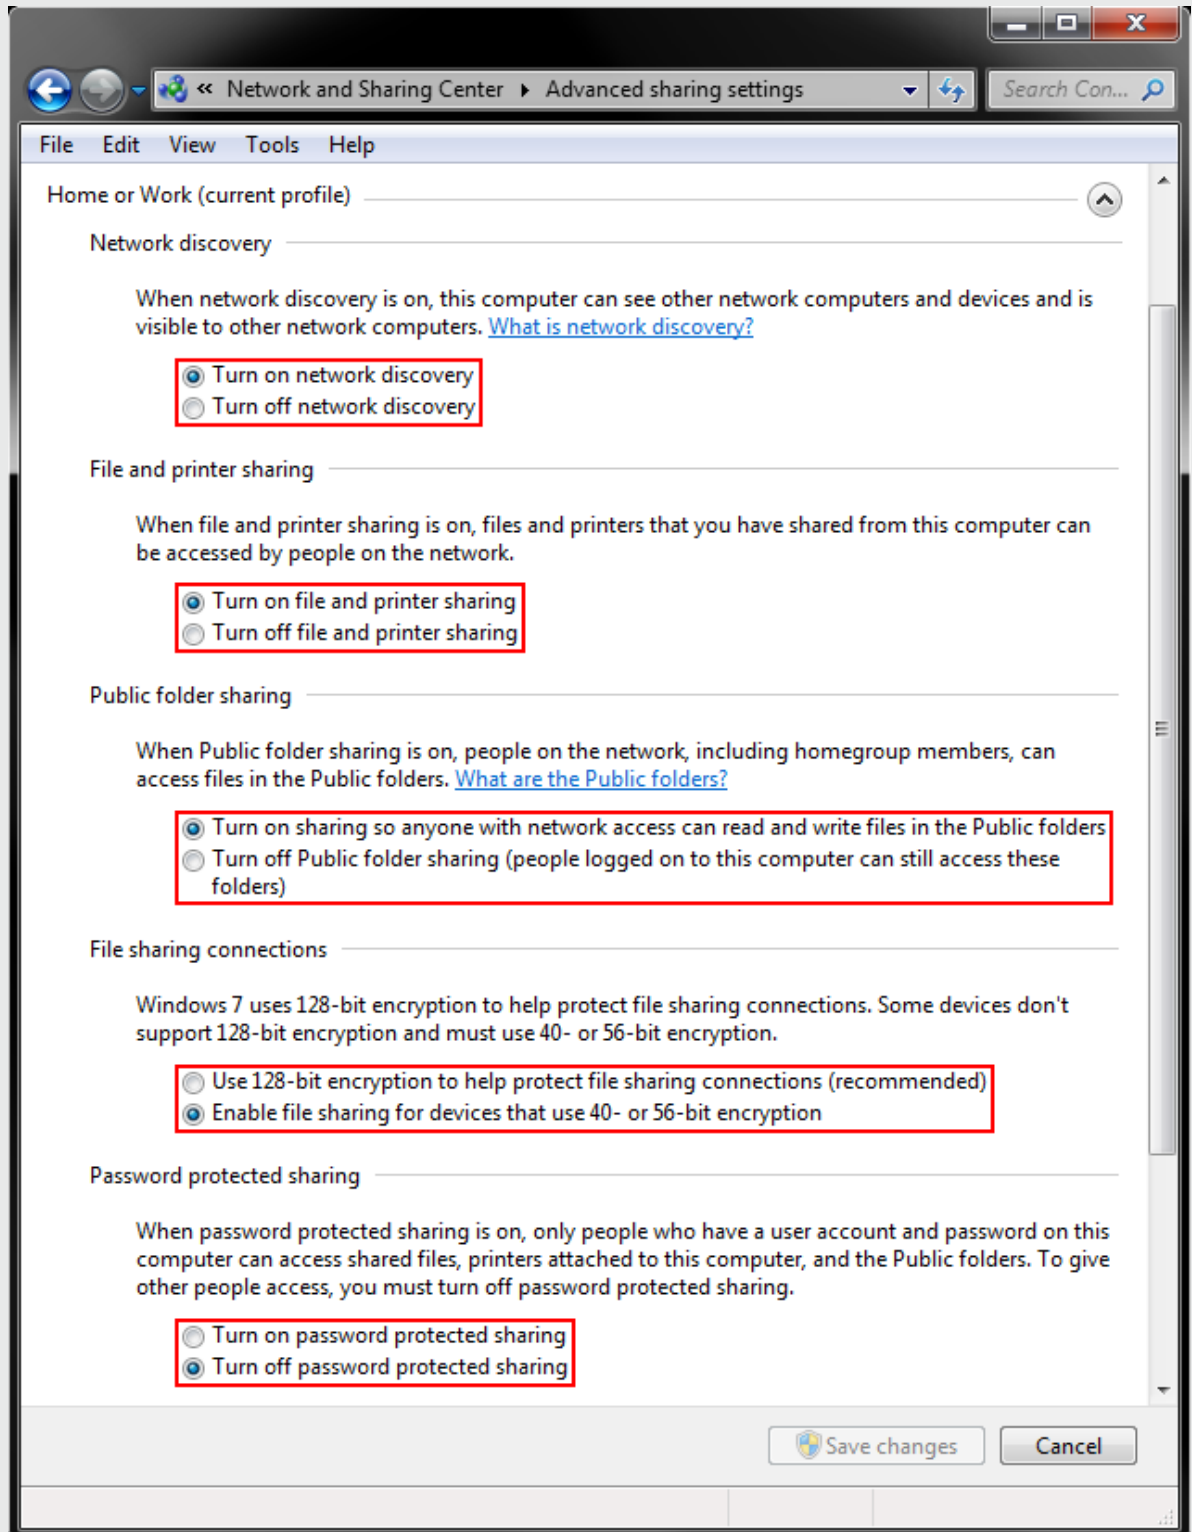 « Network and Sharing Center ▸ Advanced sharing settings
Search Con...
File Edit View Tools Help
Home or Work (current profile)
Network discovery
When network discovery is on, this computer can see other network computers and devices and is
visible to other network computers. What is network discovery?
Turn on network discovery
Turn off network discovery
File and printer sharing
When file and printer sharing is on, files and printers that you have shared from this computer can
be accessed by people on the network.
Turn on file and printer sharing
Turn off file and printer sharing
Public folder sharing
When Public folder sharing is on, people on the network, including homegroup members, can
access files in the Public folders. What are the Public folders?
Turn on sharing so anyone with network access can read and write files in the Public folders
Turn off Public folder sharing (people logged on to this computer can still access these
folders)
File sharing connections
Windows 7 uses 128-bit encryption to help protect file sharing connections. Some devices don't
support 128-bit encryption and must use 40- or 56-bit encryption.
Use 128-bit encryption to help protect file sharing connections (recommended)
Enable file sharing for devices that use 40- or 56-bit encryption
Password protected sharing
When password protected sharing is on, only people who have a user account and password on this
computer can access shared files, printers attached to this computer, and the Public folders. To give
other people access, you must turn off password protected sharing.
Turn on password protected sharing
Turn off password protected sharing
Save changes
Cancel